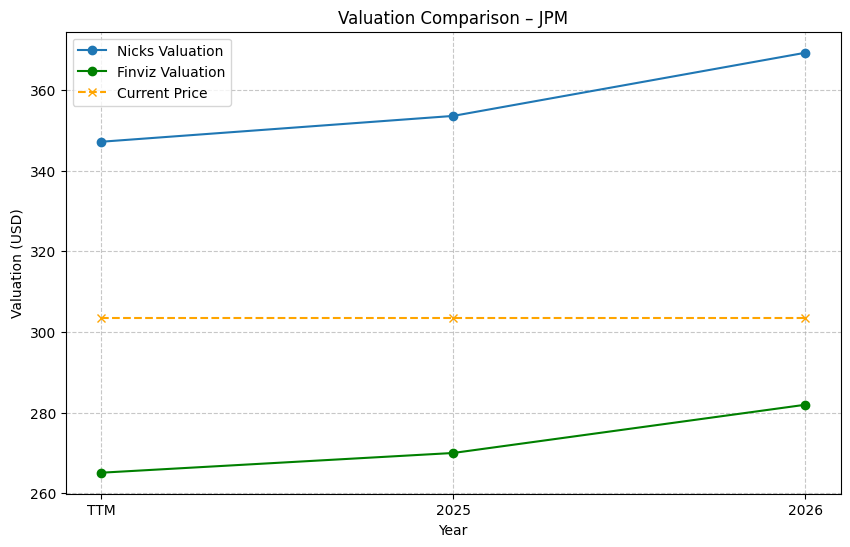 Valuation Comparison – JPM
Nicks Valuation
Finviz Valuation
Current Price
Valuation (USD)
360
340
320
300
280
260
TTM
2025
2026
Year